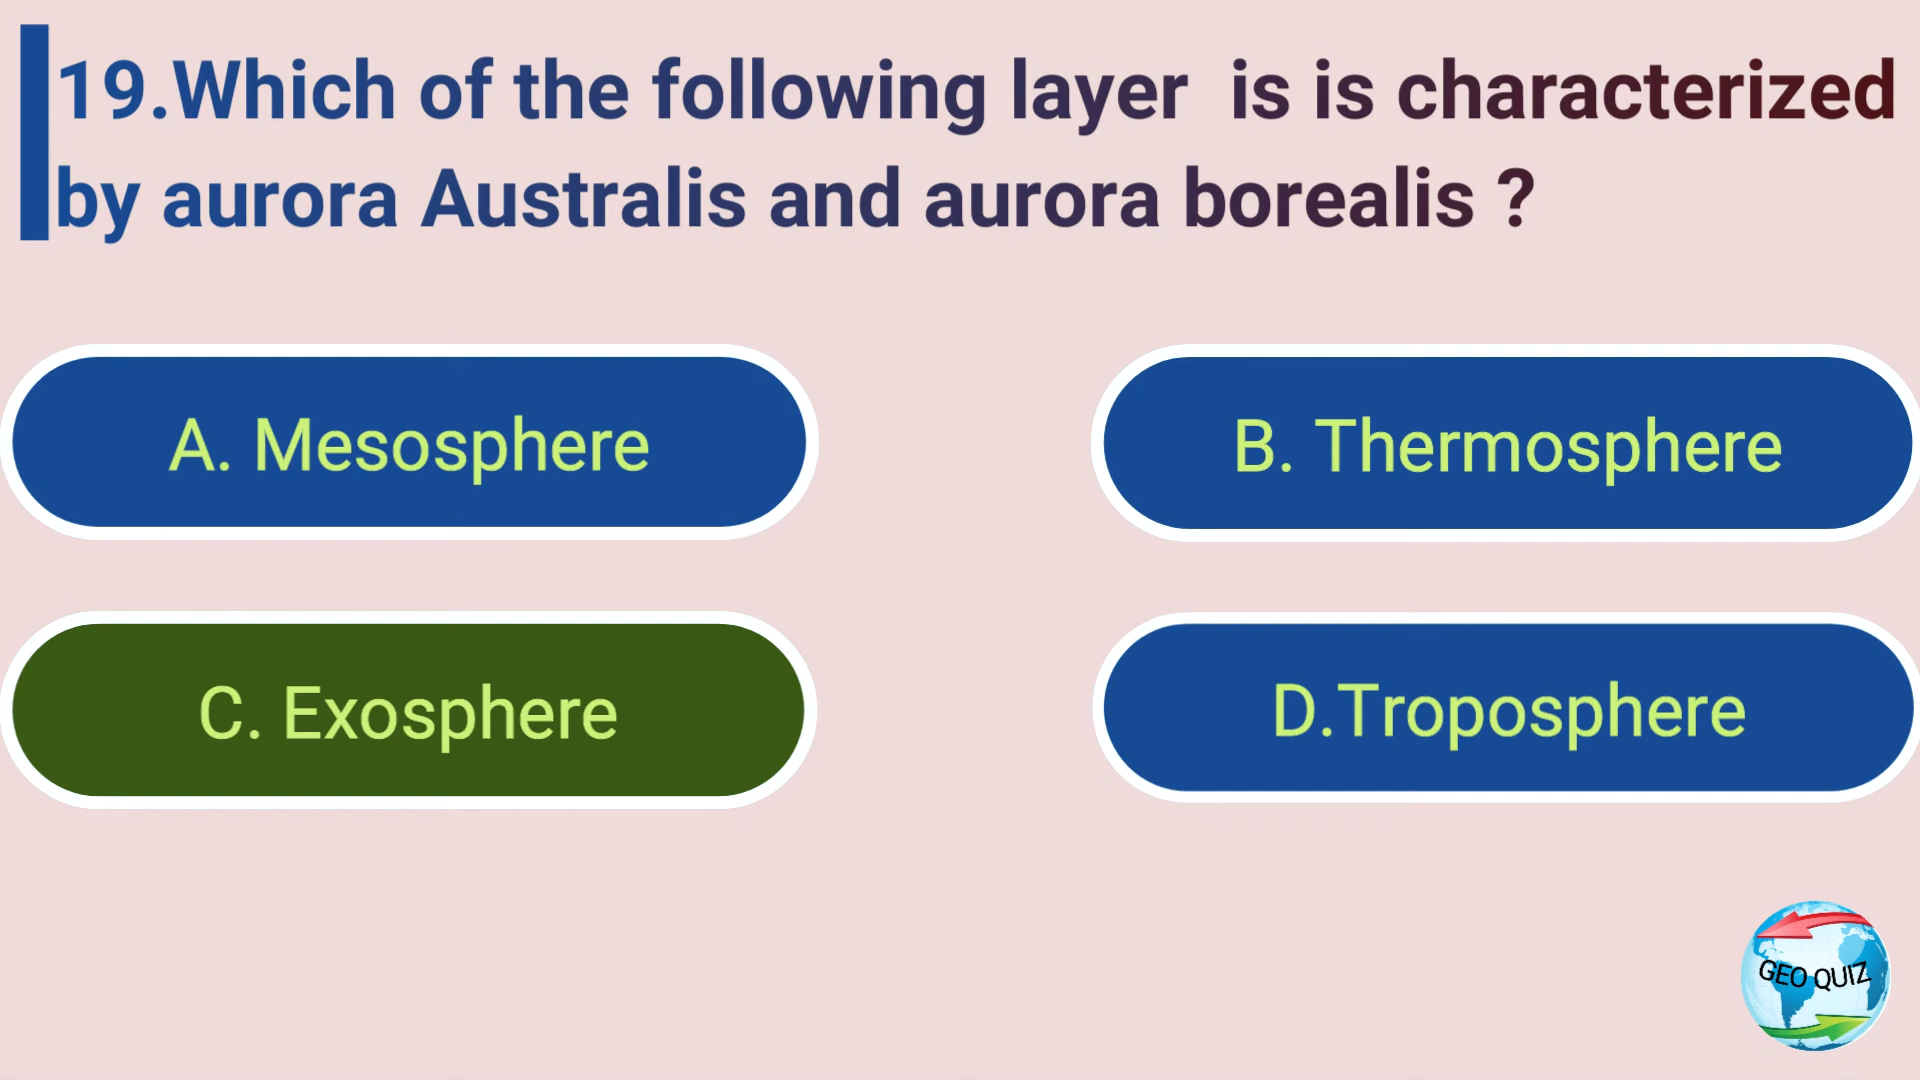 19.Which of the following layer  is is characterized
by aurora Australis and aurora borealis ?
A. Mesosphere
B. Thermosphere
C. Exosphere
D.Troposphere
GEO QUIZ